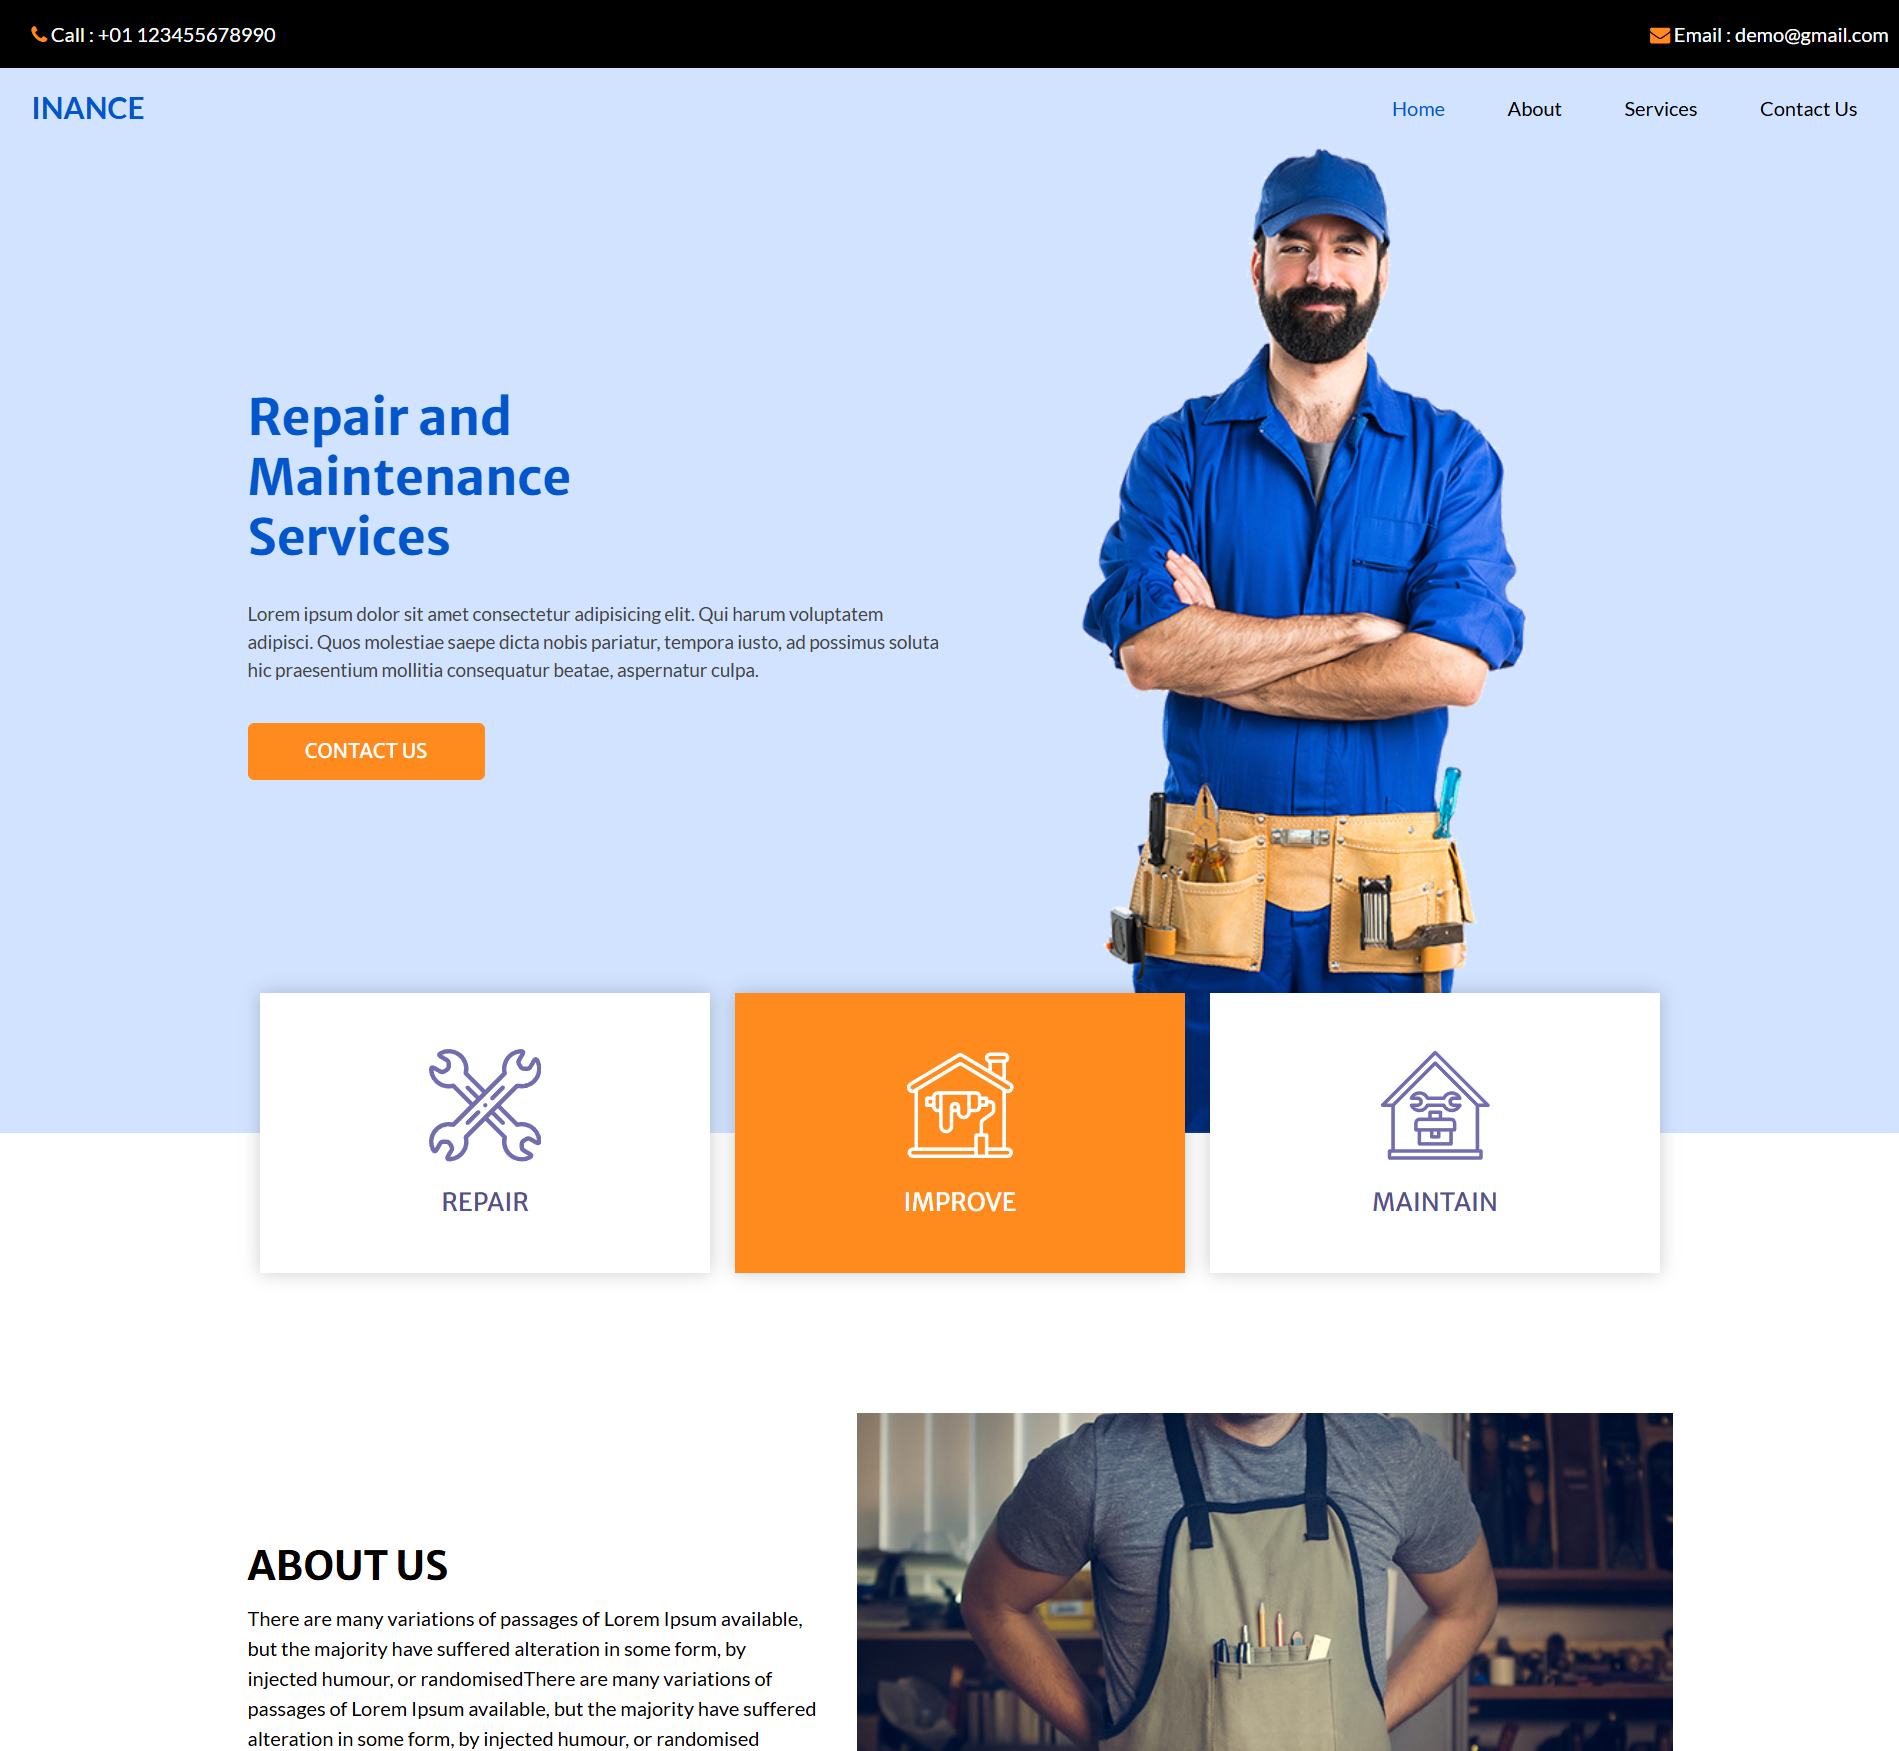 Call : +01 123455678990
Email : demo@gmail.com
INANCE
Home
About
Services
Contact Us
Repair and
Maintenance
Services
Lorem ipsum dolor sit amet consectetur adipisicing elit. Qui harum voluptatem
adipisci. Quos molestiae saepe dicta nobis pariatur, tempora iusto, ad possimus soluta
hic praesentium mollitia consequatur beatae, aspernatur culpa.
CONTACT US
REPAIR
IMPROVE
MAINTAIN
ABOUT US
There are many variations of passages of Lorem Ipsum available,
but the majority have suffered alteration in some form, by
injected humour, or randomisedThere are many variations of
passages of Lorem Ipsum available, but the majority have suffered
alteration in some form, by injected humour, or randomised